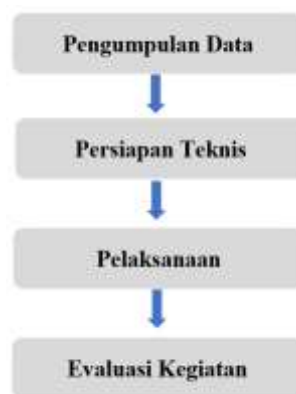 Pengumpulan Data
Persiapan Teknis
Pelaksanaan
Evaluasi Kegiatan